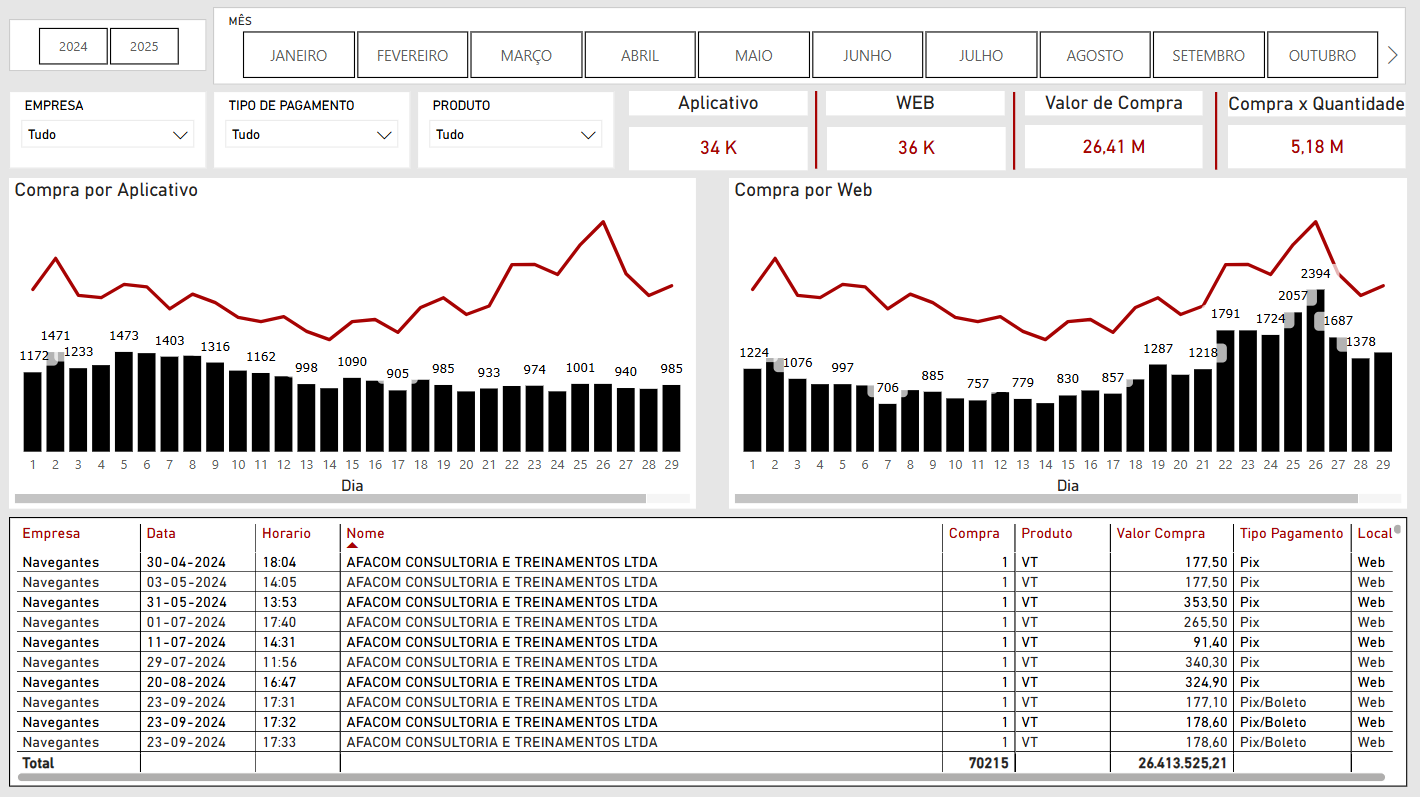 2024 2025
MÊS
JANEIRO FEVEREIRO MARÇO ABRIL MAIO JUNHO JULHO AGOSTO SETEMBRO OUTUBRO
EMPRESA
Tudo
TIPO DE PAGAMENTO
Tudo
PRODUTO
Tudo
Aplicativo
34 K
WEB
36 K
Valor de Compra
26,41 M
Compra x Quantidade
5,18 M
Compra por Aplicativo
1172 1471 1233 1473 1403 1316 1162 998 1090 905 985 933 974 1001 940 985
1 2 3 4 5 6 7 8 9 10 11 12 13 14 15 16 17 18 19 20 21 22 23 24 25 26 27 28 29
Dia
Compra por Web
1224 1076 997 706 885 757 779 830 857 1287 1218 1791 1724 2057 2394 1687 1378
1 2 3 4 5 6 7 8 9 10 11 12 13 14 15 16 17 18 19 20 21 22 23 24 25 26 27 28 29
Dia
Empresa Data Horario Nome Compra Produto Valor Compra Tipo Pagamento Local
Navegantes 30-04-2024 18:04 AFACOM CONSULTORIA E TREINAMENTOS LTDA 1 VT 177,50 Pix Web
Navegantes 03-05-2024 14:05 AFACOM CONSULTORIA E TREINAMENTOS LTDA 1 VT 177,50 Pix Web
Navegantes 31-05-2024 13:53 AFACOM CONSULTORIA E TREINAMENTOS LTDA 1 VT 353,50 Pix Web
Navegantes 01-07-2024 17:40 AFACOM CONSULTORIA E TREINAMENTOS LTDA 1 VT 265,50 Pix Web
Navegantes 11-07-2024 14:31 AFACOM CONSULTORIA E TREINAMENTOS LTDA 1 VT 91,40 Pix Web
Navegantes 29-07-2024 11:56 AFACOM CONSULTORIA E TREINAMENTOS LTDA 1 VT 340,30 Pix Web
Navegantes 20-08-2024 16:47 AFACOM CONSULTORIA E TREINAMENTOS LTDA 1 VT 324,90 Pix Web
Navegantes 23-09-2024 17:31 AFACOM CONSULTORIA E TREINAMENTOS LTDA 1 VT 177,10 Pix/Boleto Web
Navegantes 23-09-2024 17:32 AFACOM CONSULTORIA E TREINAMENTOS LTDA 1 VT 178,60 Pix/Boleto Web
Navegantes 23-09-2024 17:33 AFACOM CONSULTORIA E TREINAMENTOS LTDA 1 VT 178,60 Pix/Boleto Web
Total 70215 26.413.525,21